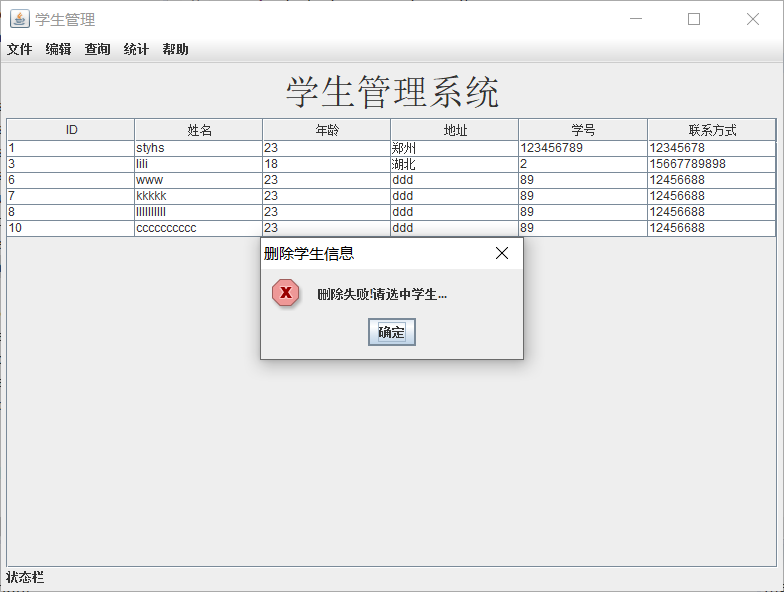 学生管理
文件 编辑 查询 统计 帮助
学生管理系统
ID 姓名 年龄 地址 学号 联系方式
1 styhs 23 郑州 123456789 12345678
3 lili 18 湖北 2 15667789898
6 www 23 ddd 89 12456688
7 kkkkk 23 ddd 89 12456688
8 llllllllll 23 ddd 89 12456688
10 cccccccccc 23 ddd 89 12456688
删除学生信息
删除失败!请选中学生...
确定
状态栏